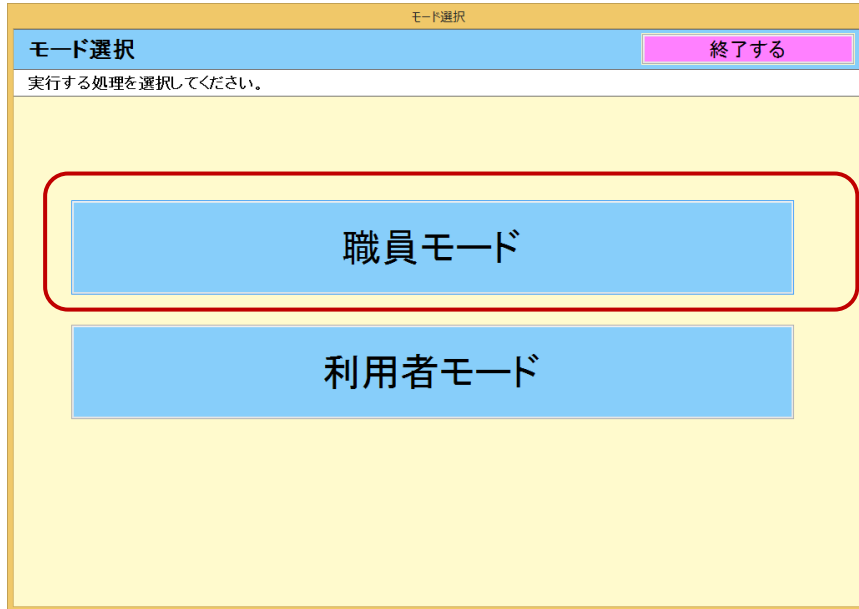 モード選択
モード選択
終了する
実行する処理を選択してください。
職員モード
利用者モード